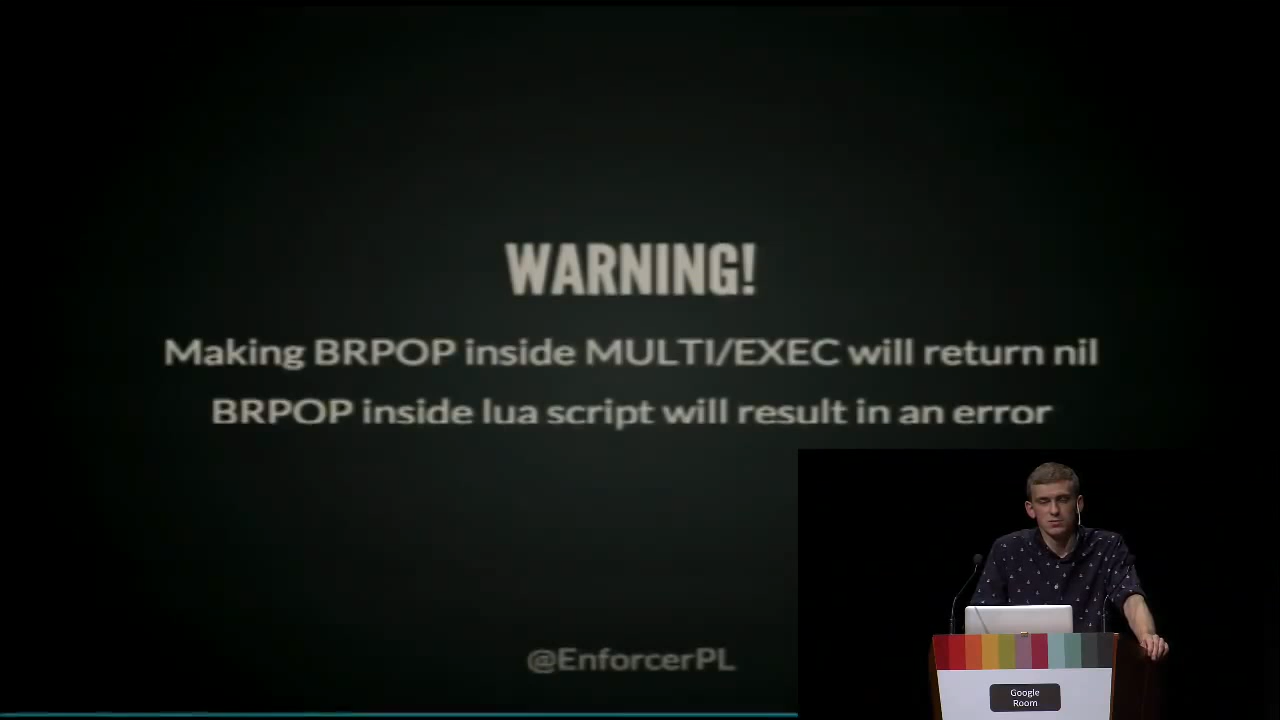 WARNING!
Making BRPOP inside MULTI/EXEC will return nil
BRPOP inside lua script will result in an error
@EnforcerPL
Google
Room